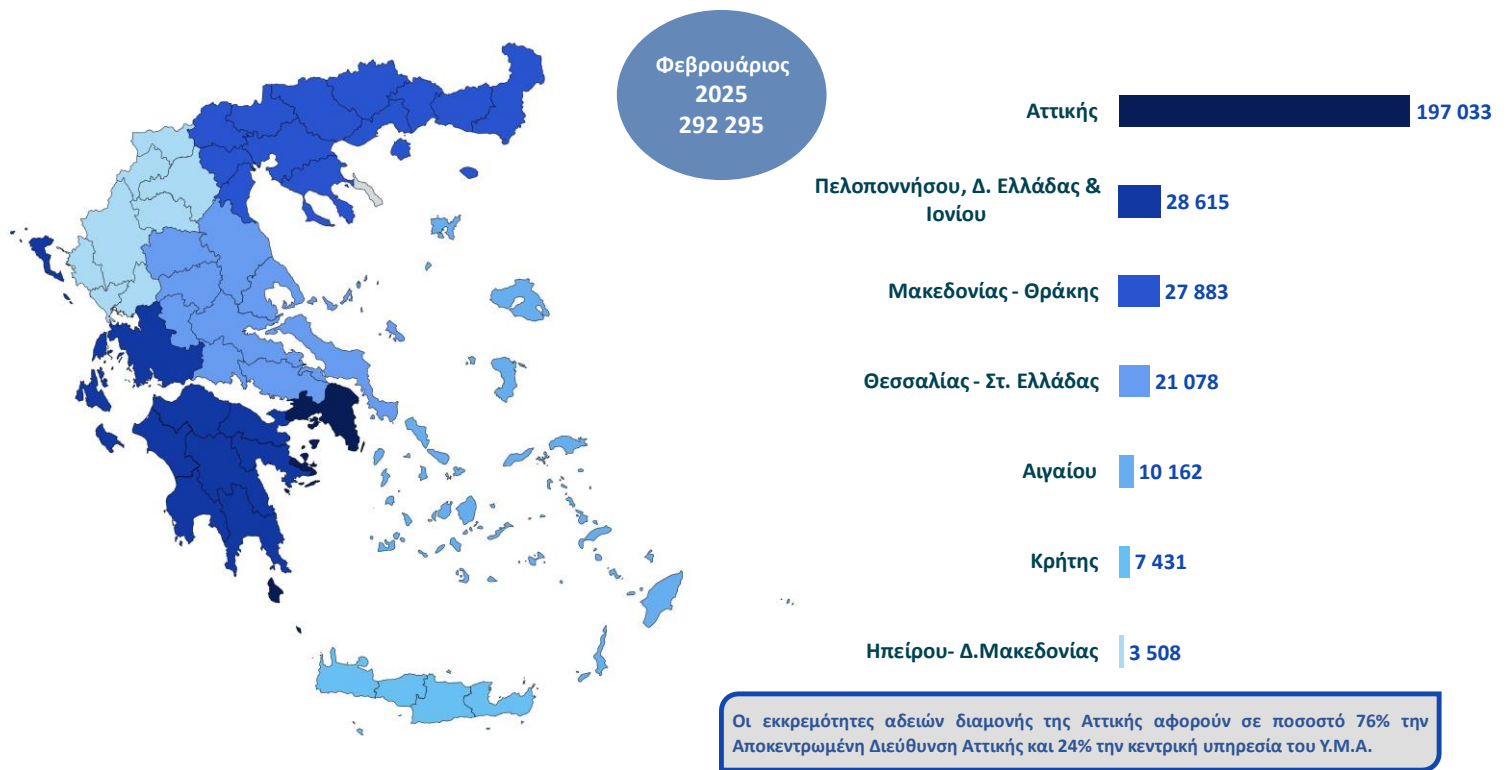 Φεβρουάριος
2025
292 295
Αττικής
197 033
Πελοποννήσου, Δ. Ελλάδας &
Ιονίου
28 615
Μακεδονίας - Θράκης
27 883
Θεσσαλίας - Στ. Ελλάδας
21 078
Αιγαίου
10 162
Κρήτης
7 431
Ηπείρου- Δ.Μακεδονίας
3 508
Οι εκκρεμότητες αδειών διαμονής της Αττικής αφορούν σε ποσοστό 76% την
Αποκεντρωμένη Διεύθυνση Αττικής και 24% την κεντρική υπηρεσία του Υ.Μ.Α.